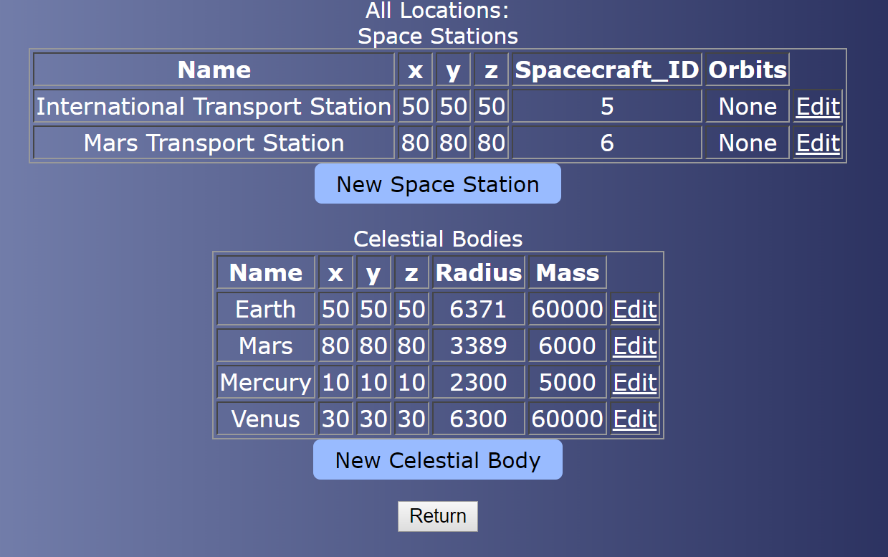 All Locations:
Space Stations
Name x y z Spacecraft_ID Orbits
International Transport Station 50 50 50 5 None Edit
Mars Transport Station 80 80 80 6 None Edit
New Space Station
Celestial Bodies
Name x y z Radius Mass
Earth 50 50 50 6371 60000 Edit
Mars 80 80 80 3389 6000 Edit
Mercury 10 10 10 2300 5000 Edit
Venus 30 30 30 6300 60000 Edit
New Celestial Body
Return